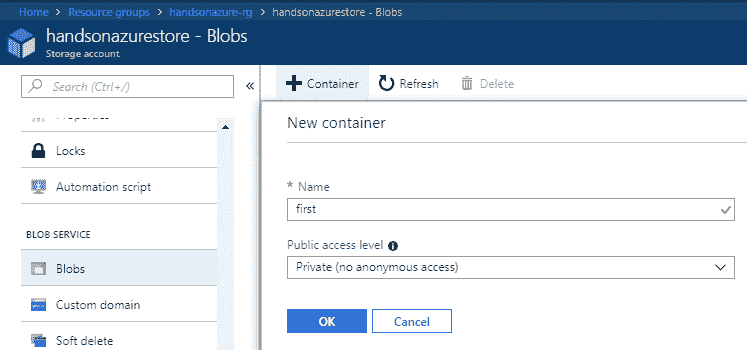 Home > Resource groups > handsonazure-rg > handsonazurestore - Blobs
handsonazurestore - Blobs
Storage account
Search (Ctrl+/)
«
Properties
Locks
Automation script
BLOB SERVICE
Blobs
Custom domain
Soft delete
+ Container
Refresh
Delete
New container
* Name
first
Public access level
Private (no anonymous access)
OK
Cancel